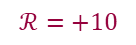 ℛ = +10